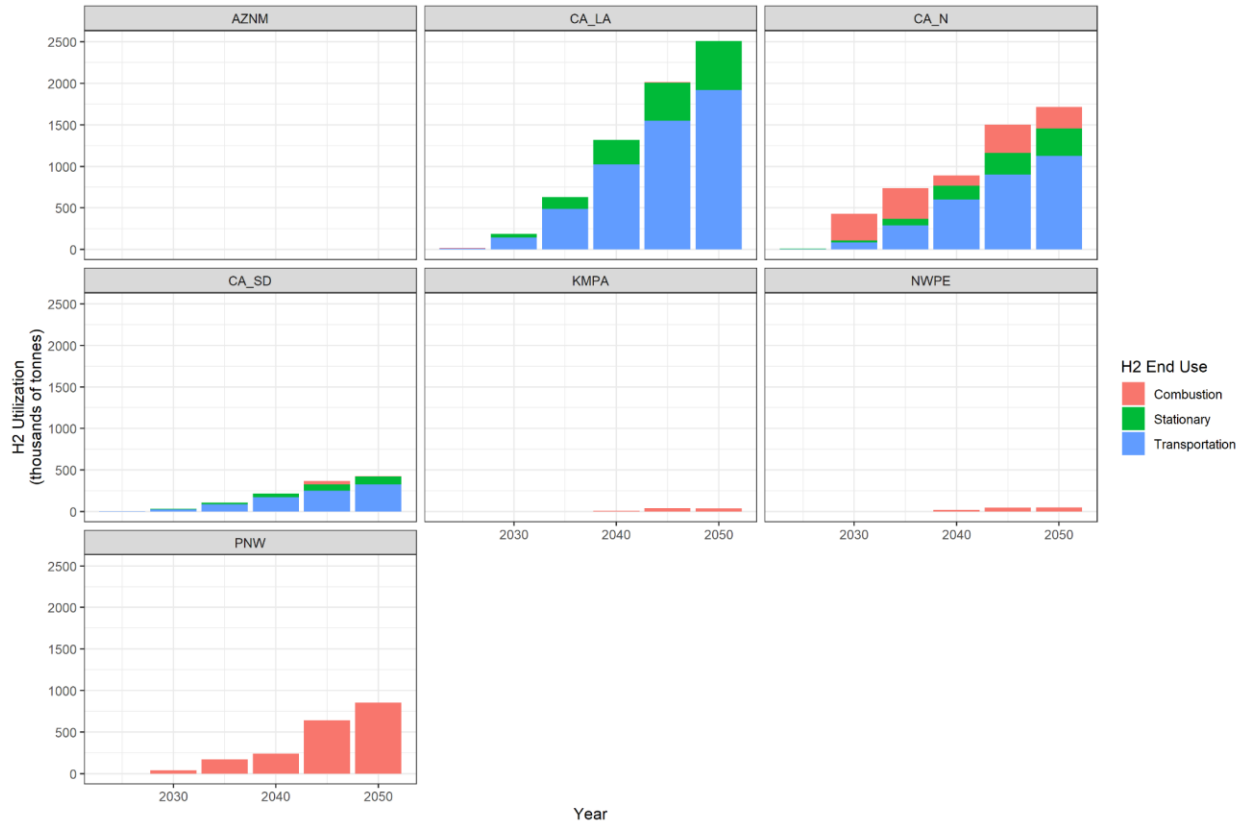 AZNM
CA_LA
CA_N
2500
2000
1500
1000
500
0
CA_SD
KMPA
NWPE
2500
2000
1500
1000
500
0
2030
2040
2050
2030
2040
2050
PNW
2500
2000
1500
1000
500
0
2030
2040
2050
H2 Utilization
(thousands of tonnes)
Year
H2 End Use
Combustion
Stationary
Transportation